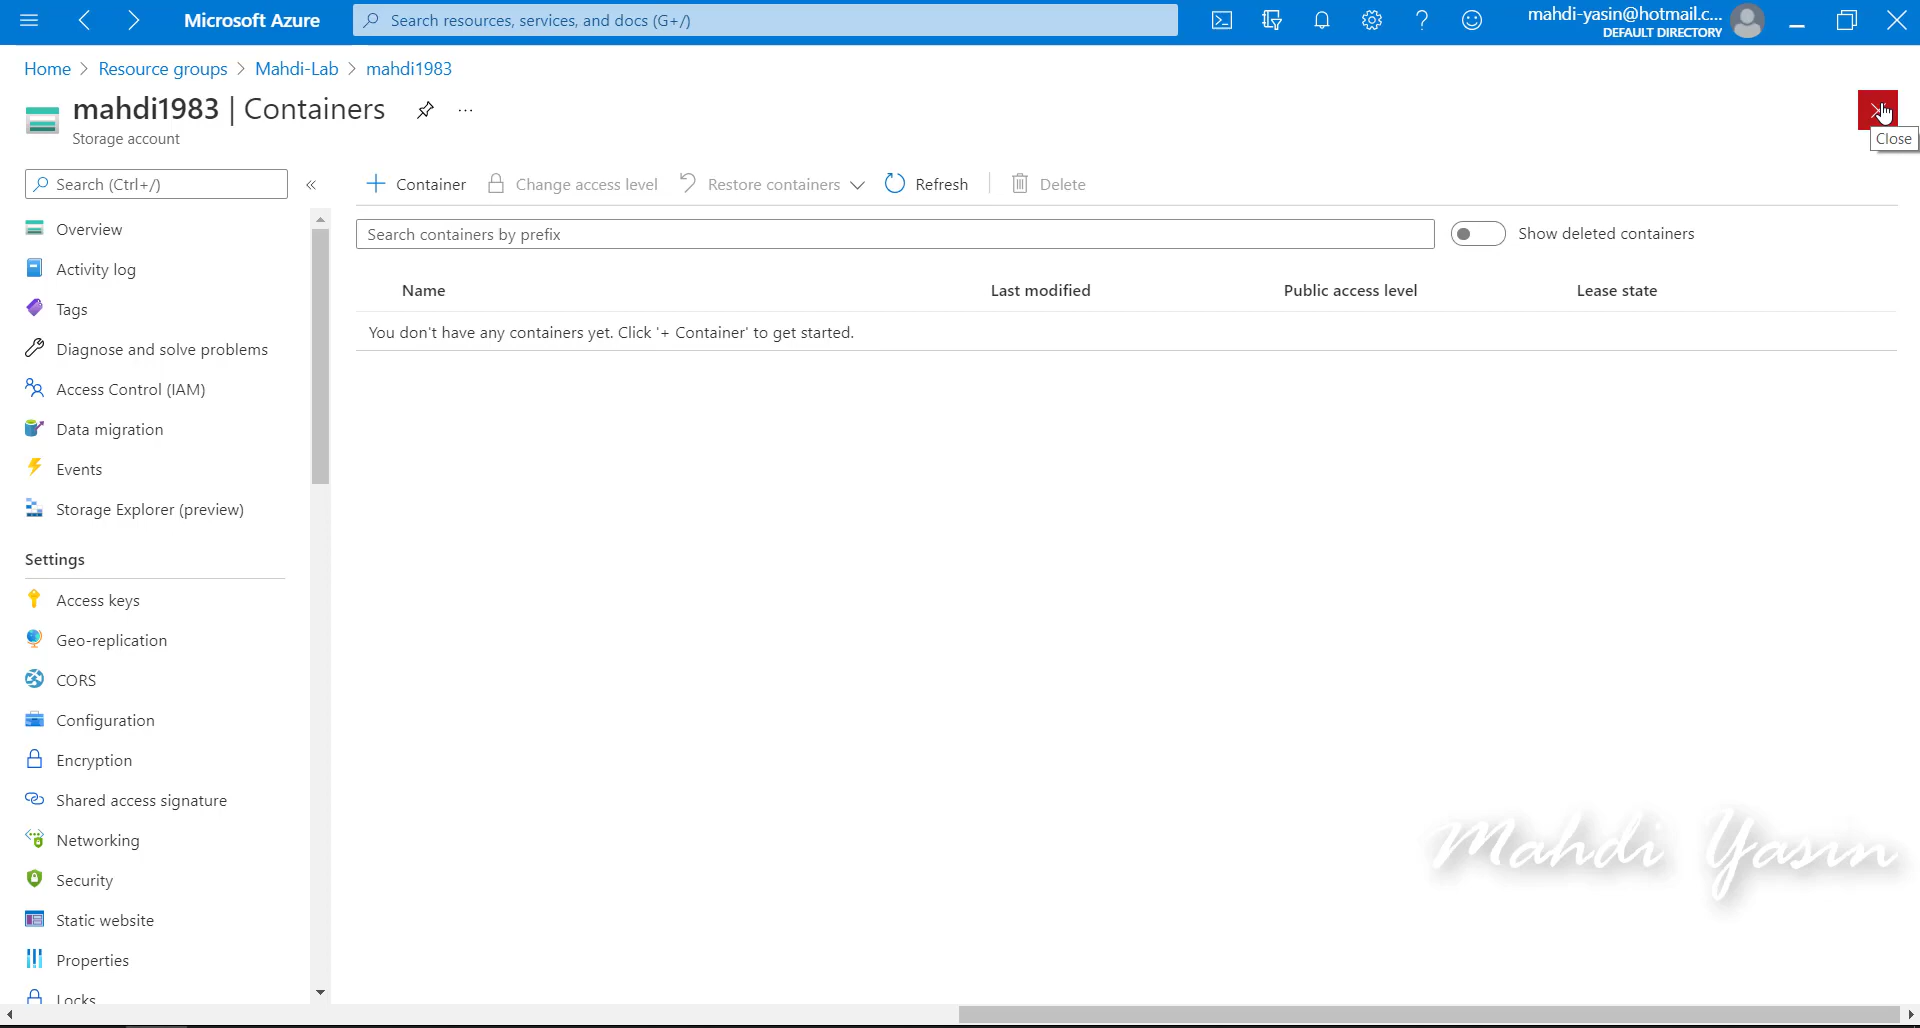 Microsoft Azure
Search resources, services, and docs (G+/)
mahdi-yasin@hotmail.c...
DEFAULT DIRECTORY
Home > Resource groups > Mahdi-Lab > mahdi1983
mahdi1983 | Containers
Storage account
Close
Search (Ctrl+/)
Container
Change access level
Restore containers
Refresh
Delete
Search containers by prefix
Show deleted containers
Name
Last modified
Public access level
Lease state
You don't have any containers yet. Click '+ Container' to get started.
Overview
Activity log
Tags
Diagnose and solve problems
Access Control (IAM)
Data migration
Events
Storage Explorer (preview)
Settings
Access keys
Geo-replication
CORS
Configuration
Encryption
Shared access signature
Networking
Security
Static website
Properties
Locks
Mahdi Yasin